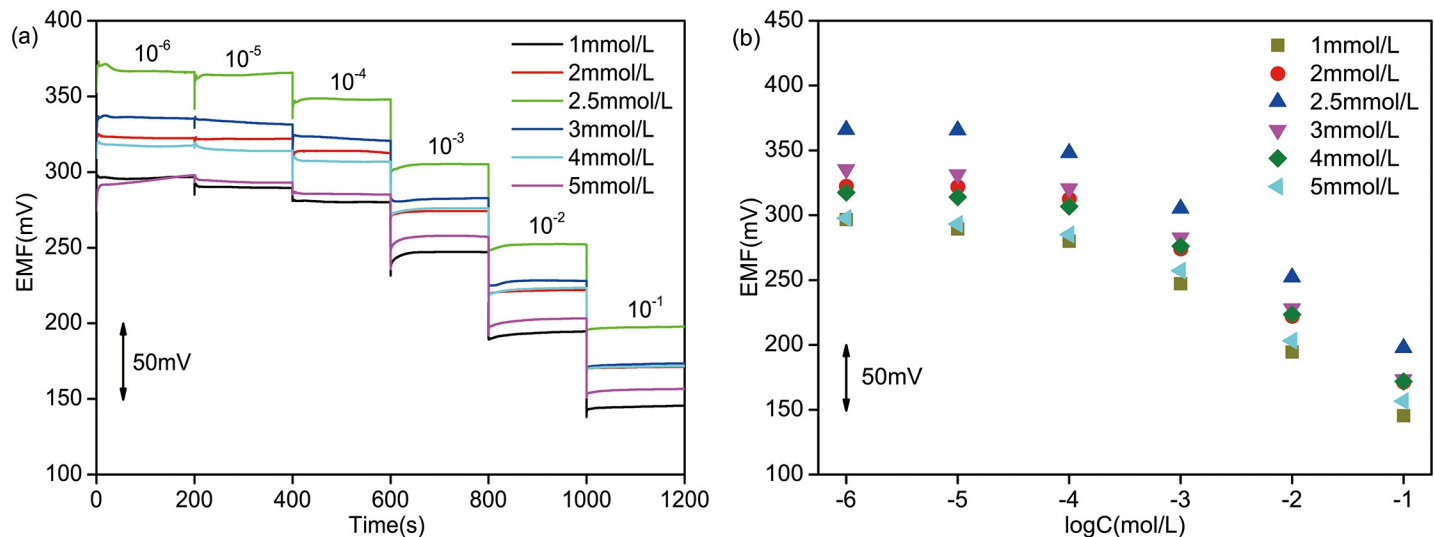 (a)
400
350
300
250
200
150
100
EMF(mV)
10-6
10-5
10-4
10-3
10-2
10-1
1mmol/L
2mmol/L
2.5mmol/L
3mmol/L
4mmol/L
5mmol/L
50mV
0 200 400 600 800 1000 1200
Time(s)
(b)
450
400
350
300
250
200
150
100
EMF(mV)
1mmol/L
2mmol/L
2.5mmol/L
3mmol/L
4mmol/L
5mmol/L
50mV
-6 -5 -4 -3 -2 -1
logC(mol/L)